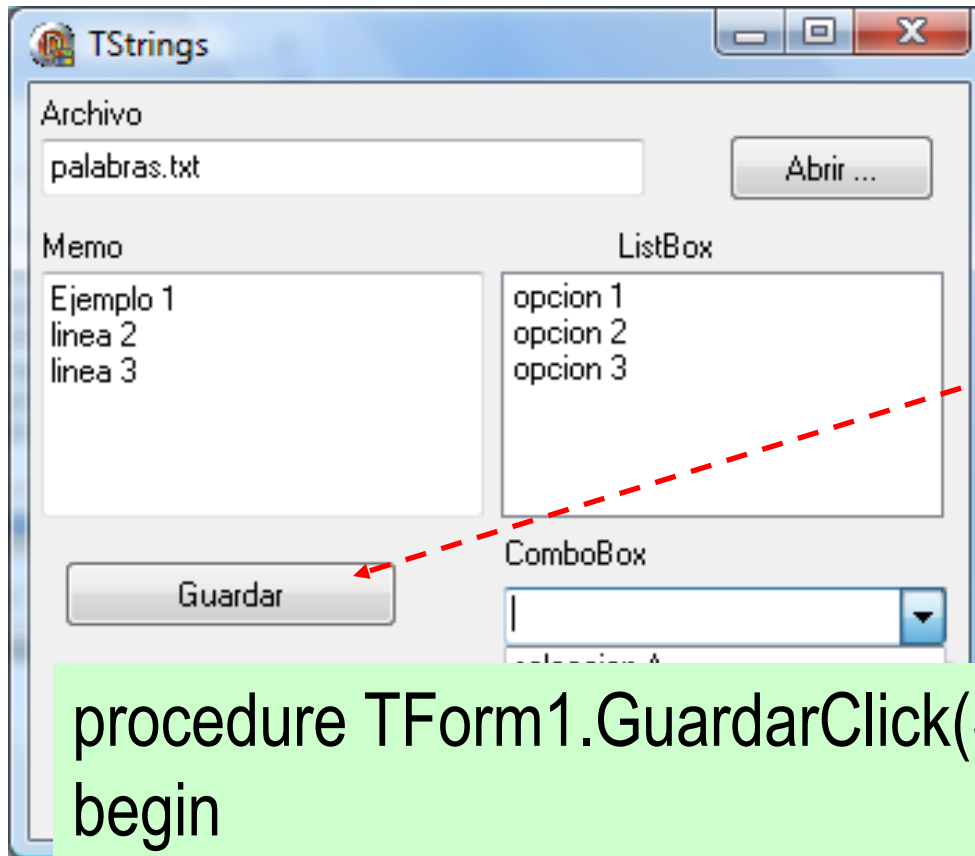 TStrings
Archivo
palabras.txt
Abrir ...
Memo
ListBox
Ejemplo 1
linea 2
linea 3
opcion 1
opcion 2
opcion 3
ComboBox
Guardar
procedure TForm1.GuardarClick(
begin